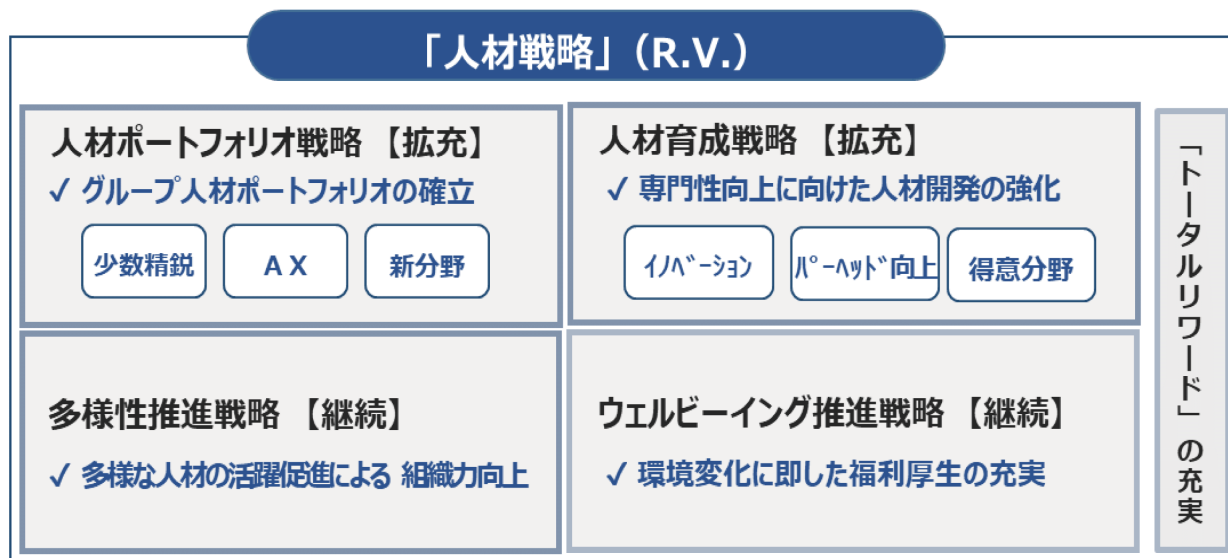 「人材戦略」（R.V.）
人材ポートフォリオ戦略 【拡充】
✓ グループ人材ポートフォリオの確立
少数精鋭
ＡＸ
新分野
人材育成戦略 【拡充】
✓ 専門性向上に向けた人材開発の強化
ｲﾉﾍﾞｰｼｮﾝ
ﾊﾟｰﾍｯﾄﾞ向上
得意分野
多様性推進戦略 【継続】
✓ 多様な人材の活躍促進による 組織力向上
ウェルビーイング推進戦略 【継続】
✓ 環境変化に即した福利厚生の充実
「トータルリワード」の充実